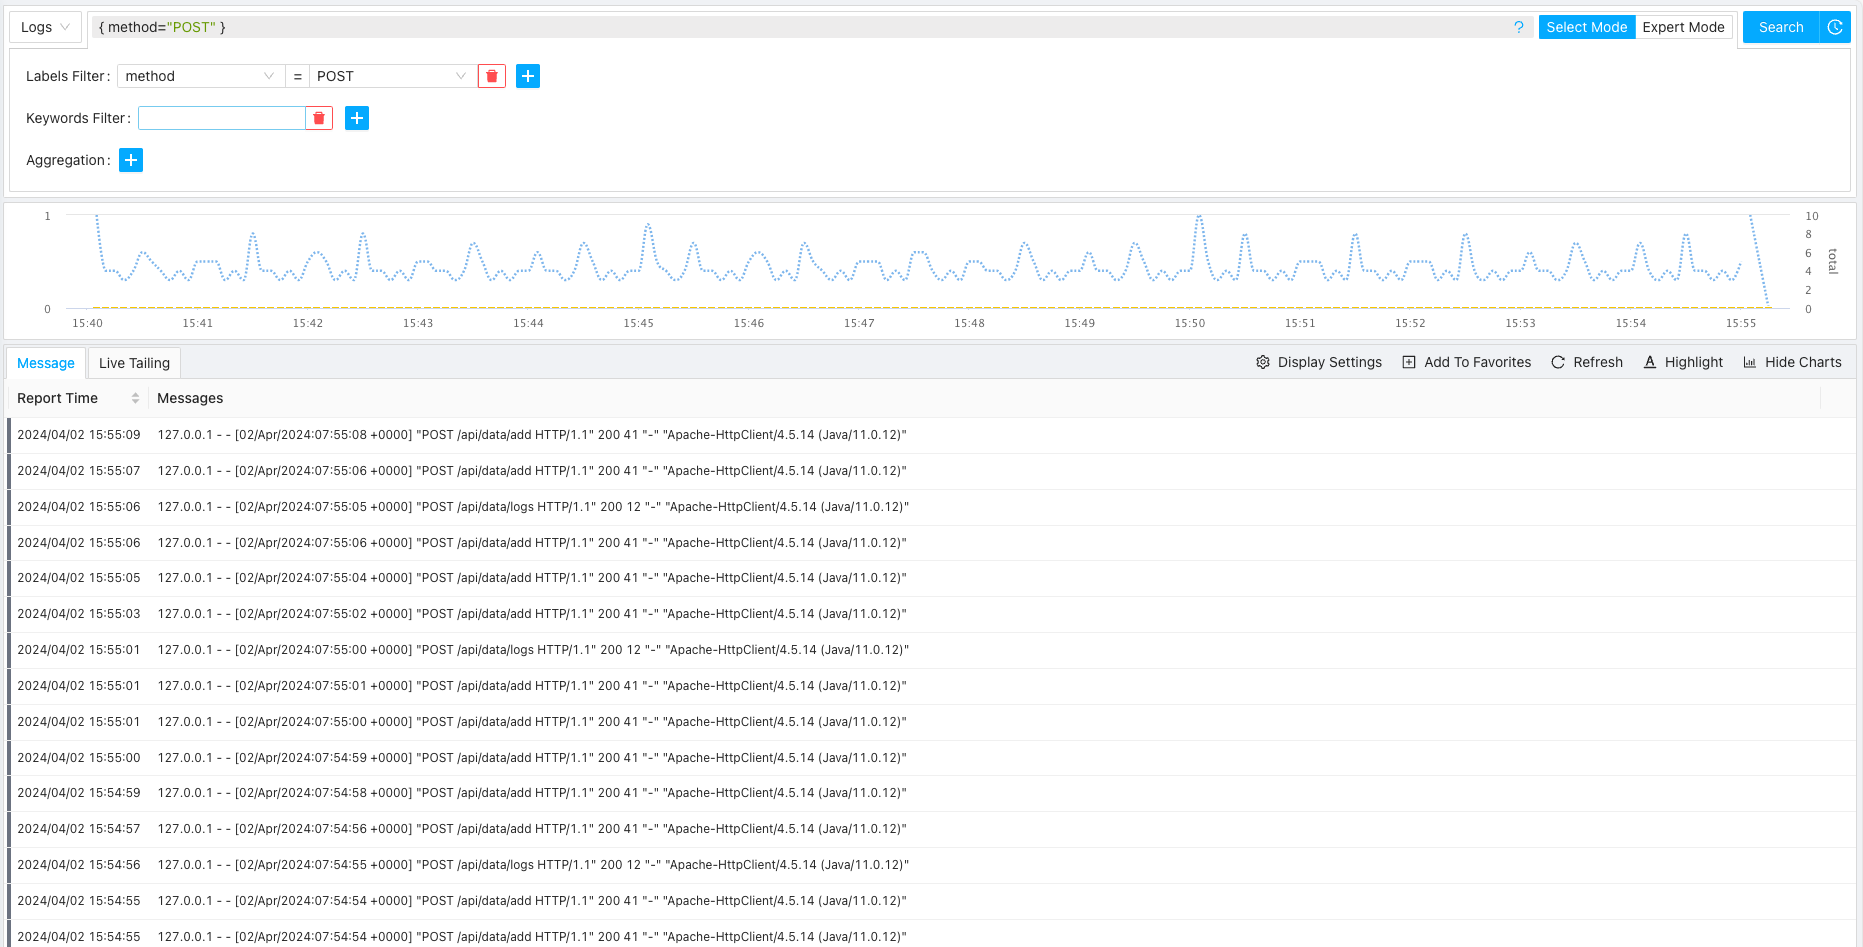 Logs { method="POST" } ? Select Mode Expert Mode Search
Labels Filter : method = POST
Keywords Filter :
Aggregation :
1 10
8
6
4
2
0 0
total
15:40 15:41 15:42 15:43 15:44 15:45 15:46 15:47 15:48 15:49 15:50 15:51 15:52 15:53 15:54 15:55
Message Live Tailing Display Settings Add To Favorites Refresh Highlight Hide Charts
Report Time Messages
2024/04/02 15:55:09 127.0.0.1 - - [02/Apr/2024:07:55:08 +0000] "POST /api/data/add HTTP/1.1" 200 41 "-" "Apache-HttpClient/4.5.14 (Java/11.0.12)"
2024/04/02 15:55:07 127.0.0.1 - - [02/Apr/2024:07:55:06 +0000] "POST /api/data/add HTTP/1.1" 200 41 "-" "Apache-HttpClient/4.5.14 (Java/11.0.12)"
2024/04/02 15:55:06 127.0.0.1 - - [02/Apr/2024:07:55:05 +0000] "POST /api/data/logs HTTP/1.1" 200 12 "-" "Apache-HttpClient/4.5.14 (Java/11.0.12)"
2024/04/02 15:55:06 127.0.0.1 - - [02/Apr/2024:07:55:06 +0000] "POST /api/data/add HTTP/1.1" 200 41 "-" "Apache-HttpClient/4.5.14 (Java/11.0.12)"
2024/04/02 15:55:05 127.0.0.1 - - [02/Apr/2024:07:55:04 +0000] "POST /api/data/add HTTP/1.1" 200 41 "-" "Apache-HttpClient/4.5.14 (Java/11.0.12)"
2024/04/02 15:55:03 127.0.0.1 - - [02/Apr/2024:07:55:02 +0000] "POST /api/data/add HTTP/1.1" 200 41 "-" "Apache-HttpClient/4.5.14 (Java/11.0.12)"
2024/04/02 15:55:01 127.0.0.1 - - [02/Apr/2024:07:55:00 +0000] "POST /api/data/logs HTTP/1.1" 200 12 "-" "Apache-HttpClient/4.5.14 (Java/11.0.12)"
2024/04/02 15:55:01 127.0.0.1 - - [02/Apr/2024:07:55:01 +0000] "POST /api/data/add HTTP/1.1" 200 41 "-" "Apache-HttpClient/4.5.14 (Java/11.0.12)"
2024/04/02 15:55:01 127.0.0.1 - - [02/Apr/2024:07:55:00 +0000] "POST /api/data/add HTTP/1.1" 200 41 "-" "Apache-HttpClient/4.5.14 (Java/11.0.12)"
2024/04/02 15:55:00 127.0.0.1 - - [02/Apr/2024:07:54:59 +0000] "POST /api/data/add HTTP/1.1" 200 41 "-" "Apache-HttpClient/4.5.14 (Java/11.0.12)"
2024/04/02 15:54:59 127.0.0.1 - - [02/Apr/2024:07:54:58 +0000] "POST /api/data/add HTTP/1.1" 200 41 "-" "Apache-HttpClient/4.5.14 (Java/11.0.12)"
2024/04/02 15:54:57 127.0.0.1 - - [02/Apr/2024:07:54:56 +0000] "POST /api/data/add HTTP/1.1" 200 41 "-" "Apache-HttpClient/4.5.14 (Java/11.0.12)"
2024/04/02 15:54:56 127.0.0.1 - - [02/Apr/2024:07:54:55 +0000] "POST /api/data/logs HTTP/1.1" 200 12 "-" "Apache-HttpClient/4.5.14 (Java/11.0.12)"
2024/04/02 15:54:55 127.0.0.1 - - [02/Apr/2024:07:54:54 +0000] "POST /api/data/add HTTP/1.1" 200 41 "-" "Apache-HttpClient/4.5.14 (Java/11.0.12)"
2024/04/02 15:54:55 127.0.0.1 - - [02/Apr/2024:07:54:54 +0000] "POST /api/data/add HTTP/1.1" 200 41 "-" "Apache-HttpClient/4.5.14 (Java/11.0.12)"